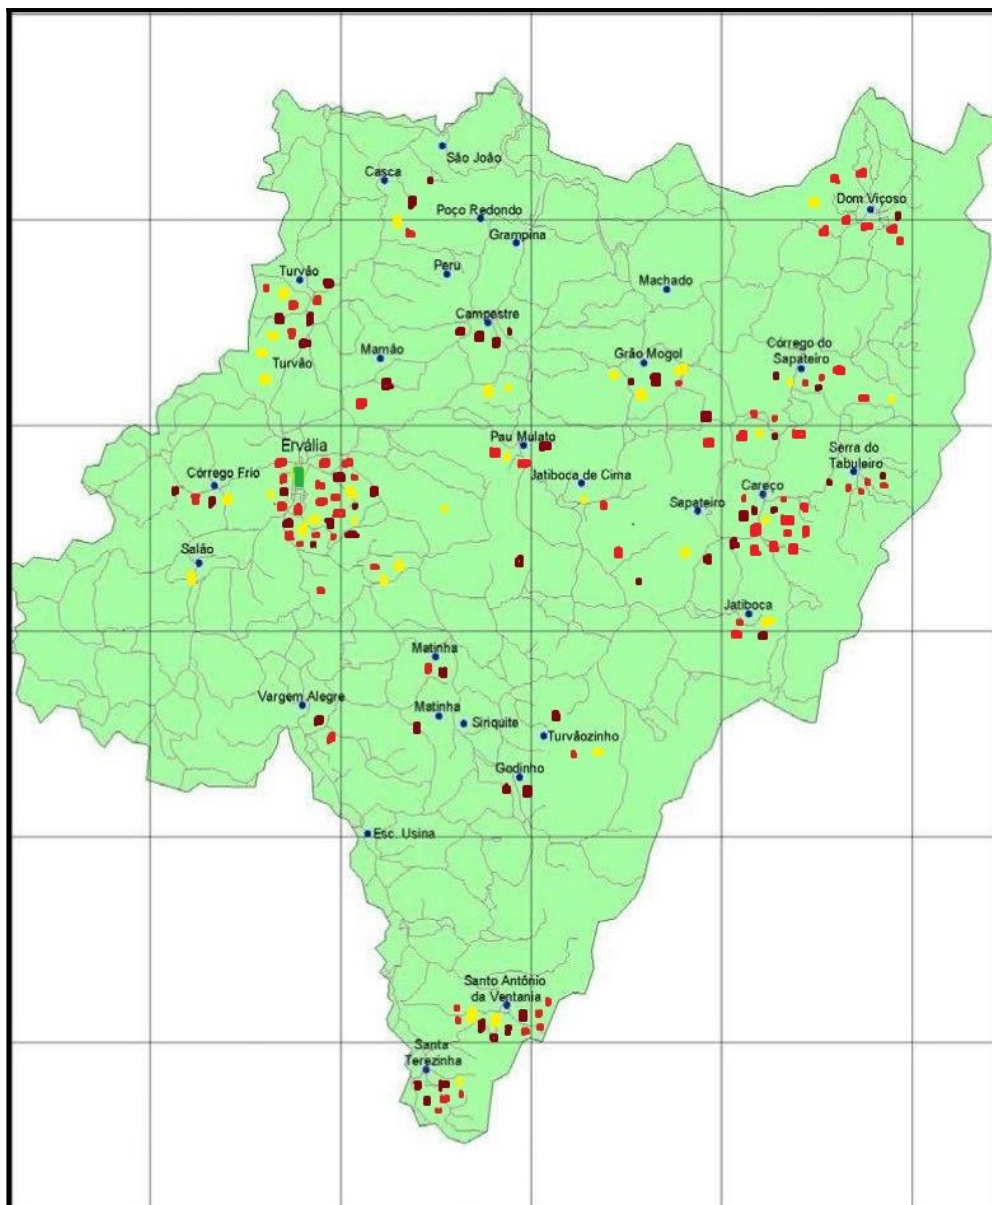 São João
Casca
Dom Viçoso
Poço Redondo
Grampina
Turvão
Peru
Machado
Campestre
Mamão
Grão Mogol
Córrego do
Sapateiro
Turvão
Ervália
Pau Mulato
Serra do
Tabuleiro
Córrego Frio
Jatiboca de Cima
Careço
Sapateiro
Salão
Jatiboca
Matinha
Vargem Alegre
Matinha
Siriquite
Turvãozinho
Godinho
Esc. Usina
Santo Antônio
da Ventania
Santa
Terezinha